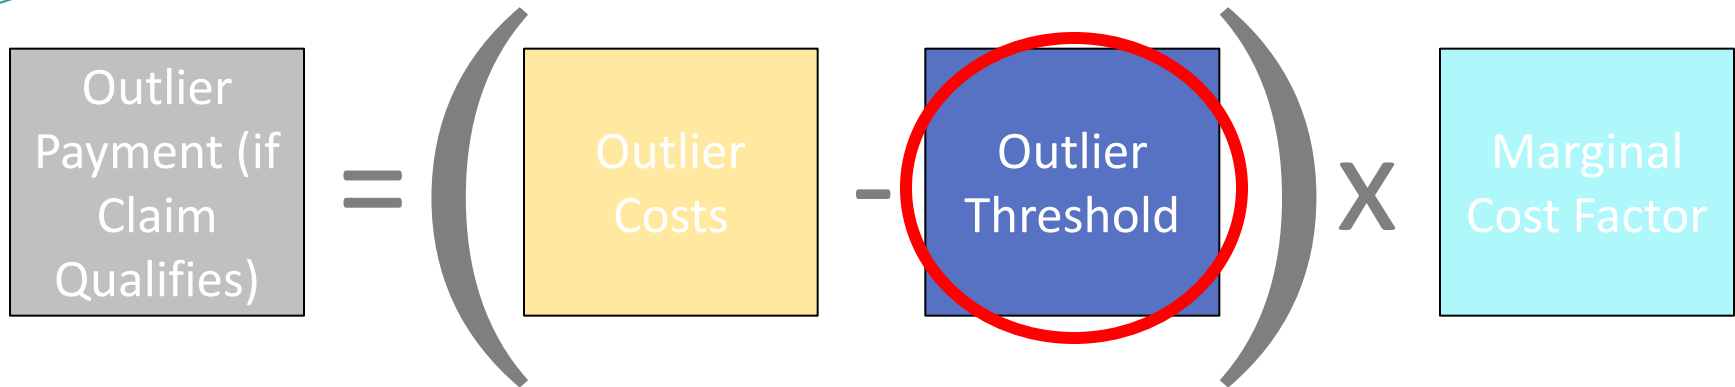 Outlier
Payment (if
Claim
Qualifies)
=
(
Outlier
Costs
-
Outlier
Threshold
)
x
Marginal
Cost Factor